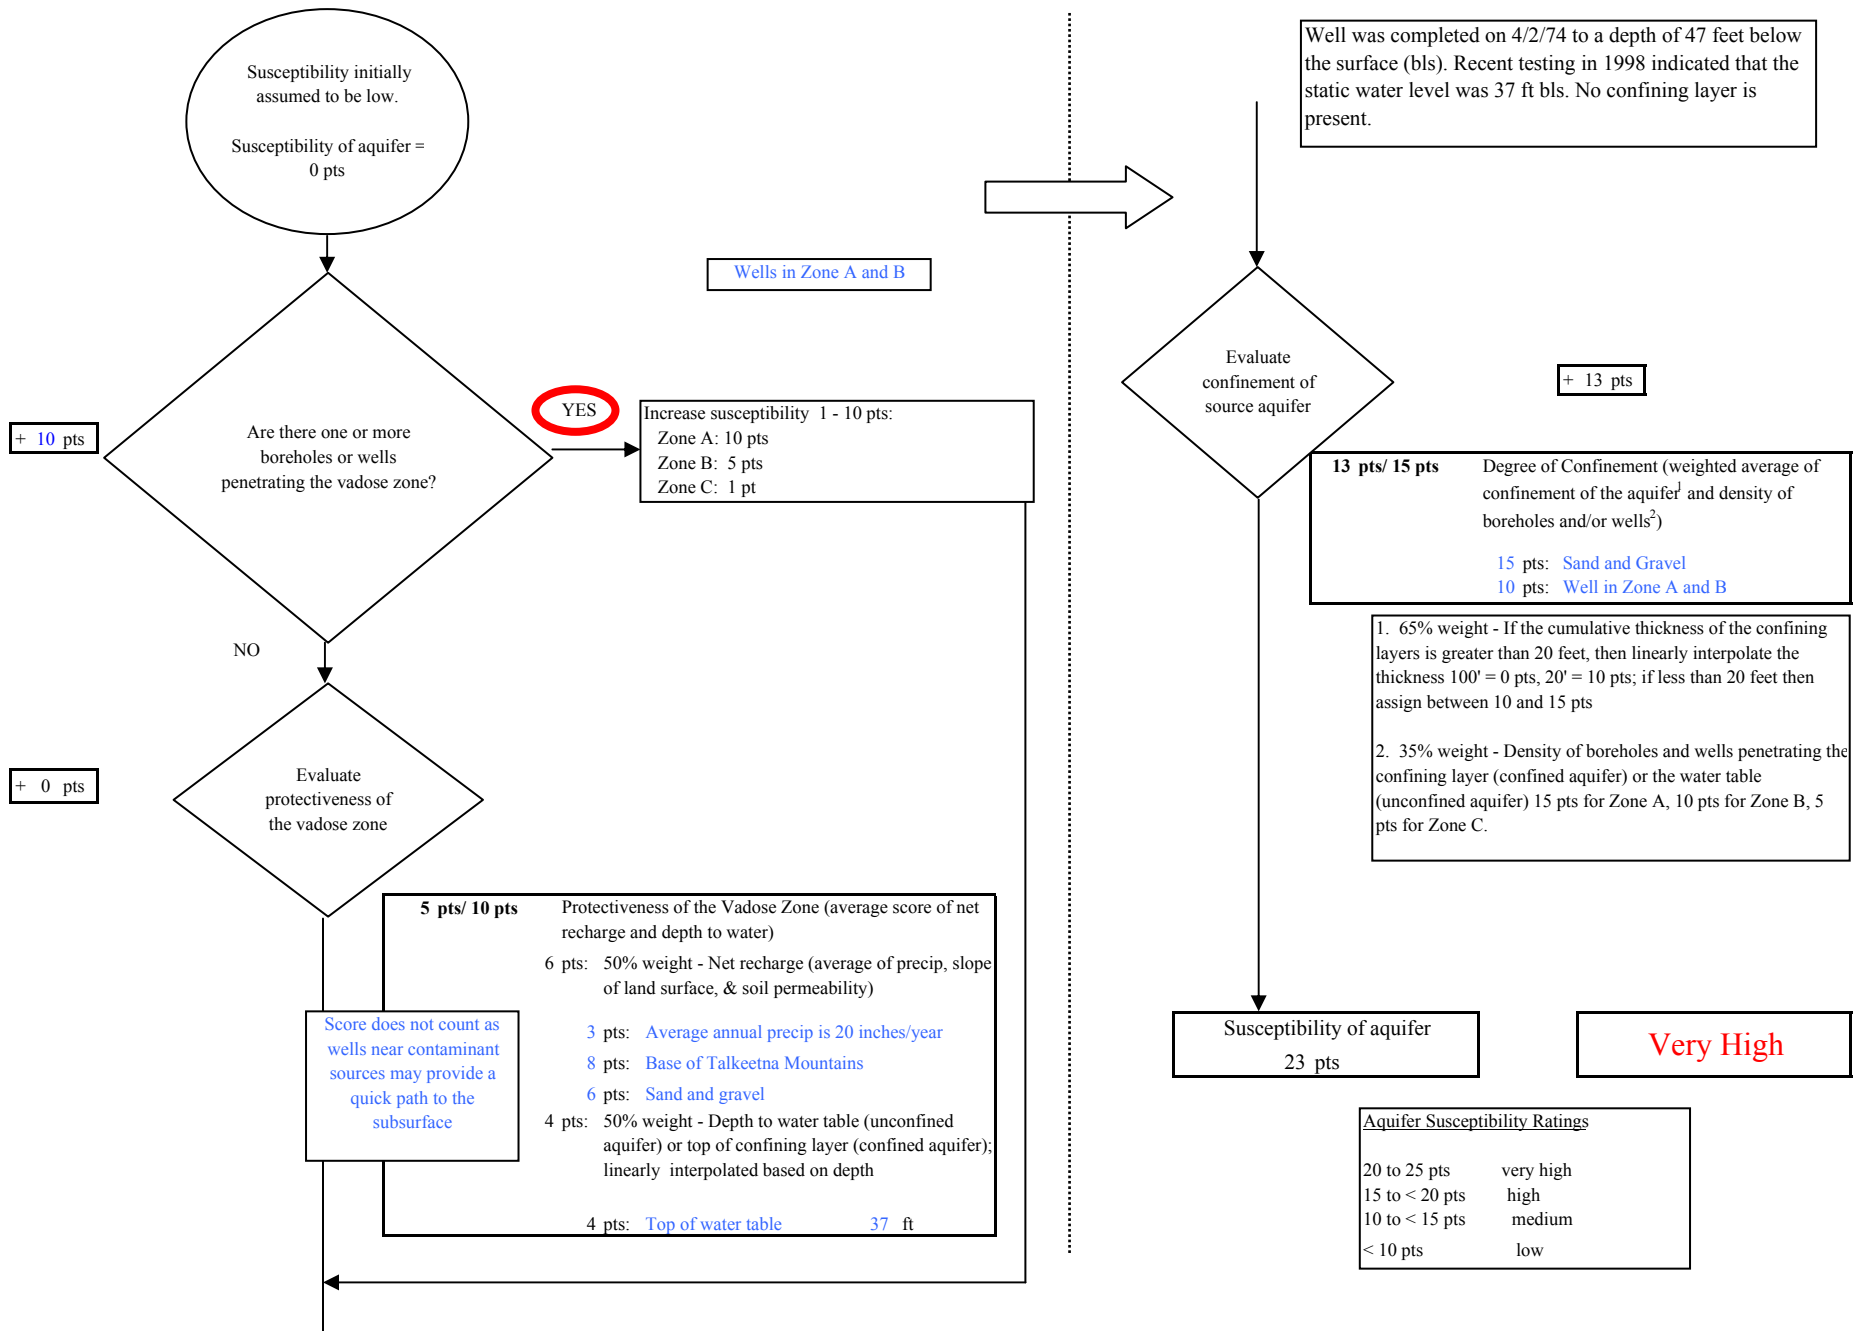 Susceptibility initially
assumed to be low.
Susceptibility of aquifer =
0 pts
Wells in Zone A and B
+ 10 pts
Are there one or more
boreholes or wells
penetrating the vadose zone?
YES
Increase susceptibility 1 - 10 pts:
Zone A: 10 pts
Zone B: 5 pts
Zone C: 1 pt
NO
+ 0 pts
Evaluate
protectiveness of
the vadose zone
5 pts/ 10 pts
Protectiveness of the Vadose Zone (average score of net
recharge and depth to water)
6 pts: 50% weight - Net recharge (average of precip, slope
of land surface, & soil permeability)
3 pts: Average annual precip is 20 inches/year
8 pts: Base of Talkeetna Mountains
6 pts: Sand and gravel
4 pts: 50% weight - Depth to water table (unconfined
aquifer) or top of confining layer (confined aquifer);
linearly interpolated based on depth
4 pts: Top of water table 37 ft
Score does not count as
wells near contaminant
sources may provide a
quick path to the
subsurface
Well was completed on 4/2/74 to a depth of 47 feet below
the surface (bls). Recent testing in 1998 indicated that the
static water level was 37 ft bls. No confining layer is
present.
Evaluate
confinement of
source aquifer
+ 13 pts
13 pts/ 15 pts
Degree of Confinement (weighted average of
confinement of the aquifer1 and density of
boreholes and/or wells2)
15 pts: Sand and Gravel
10 pts: Well in Zone A and B
1. 65% weight - If the cumulative thickness of the confining
layers is greater than 20 feet, then linearly interpolate the
thickness 100' = 0 pts, 20' = 10 pts; if less than 20 feet then
assign between 10 and 15 pts
2. 35% weight - Density of boreholes and wells penetrating the
confining layer (confined aquifer) or the water table
(unconfined aquifer) 15 pts for Zone A, 10 pts for Zone B, 5
pts for Zone C.
Susceptibility of aquifer
23 pts
Very High
Aquifer Susceptibility Ratings
20 to 25 pts very high
15 to < 20 pts high
10 to < 15 pts medium
< 10 pts low